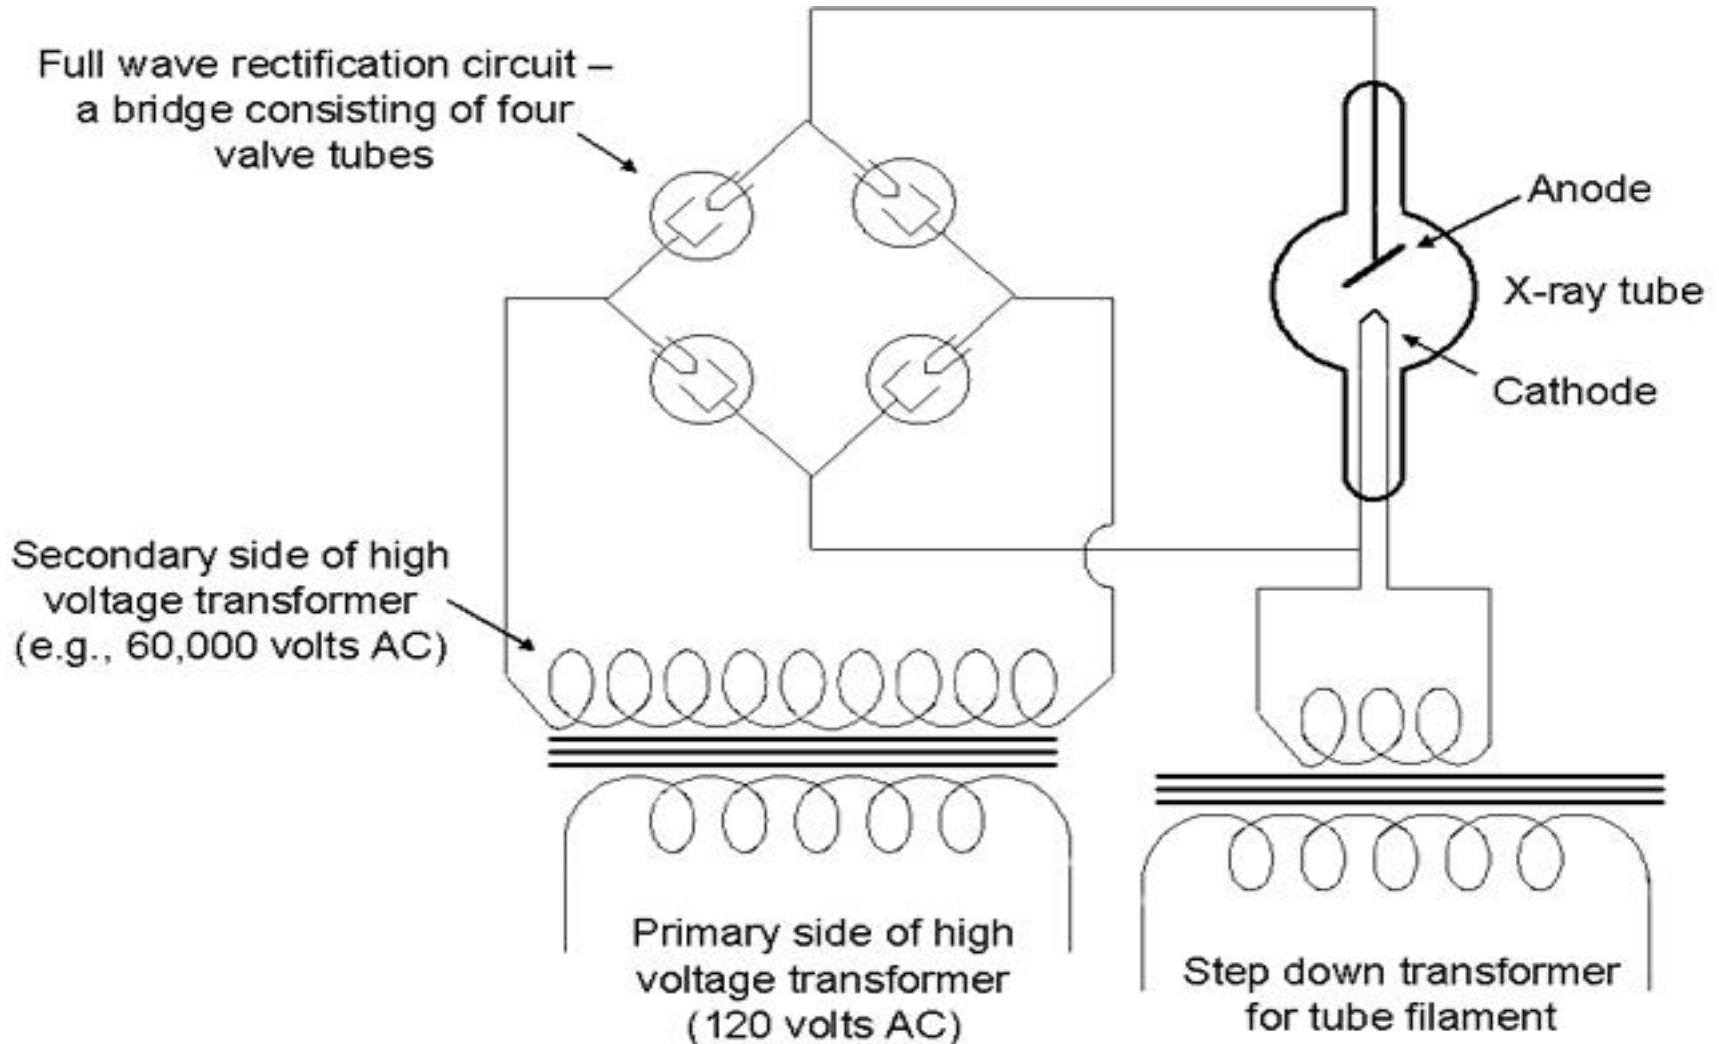 Full wave rectification circuit –
a bridge consisting of four
valve tubes
Anode
X-ray tube
Cathode
Secondary side of high
voltage transformer
(e.g., 60,000 volts AC)
Primary side of high
voltage transformer
(120 volts AC)
Step down transformer
for tube filament